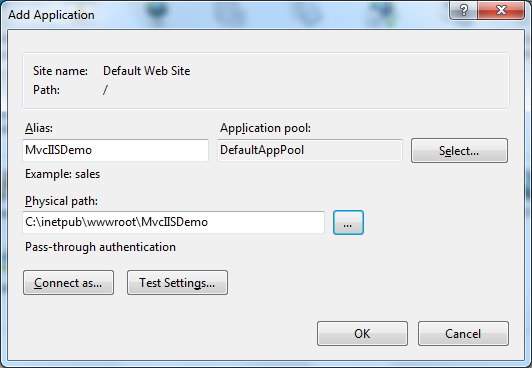 Add Application
?
Site name: Default Web Site
Path: /
Alias: Application pool:
MvcIISDemo DefaultAppPool Select...
Example: sales
Physical path:
C:\inetpub\wwwroot\MvcIISDemo ...
Pass-through authentication
Connect as... Test Settings...
OK Cancel